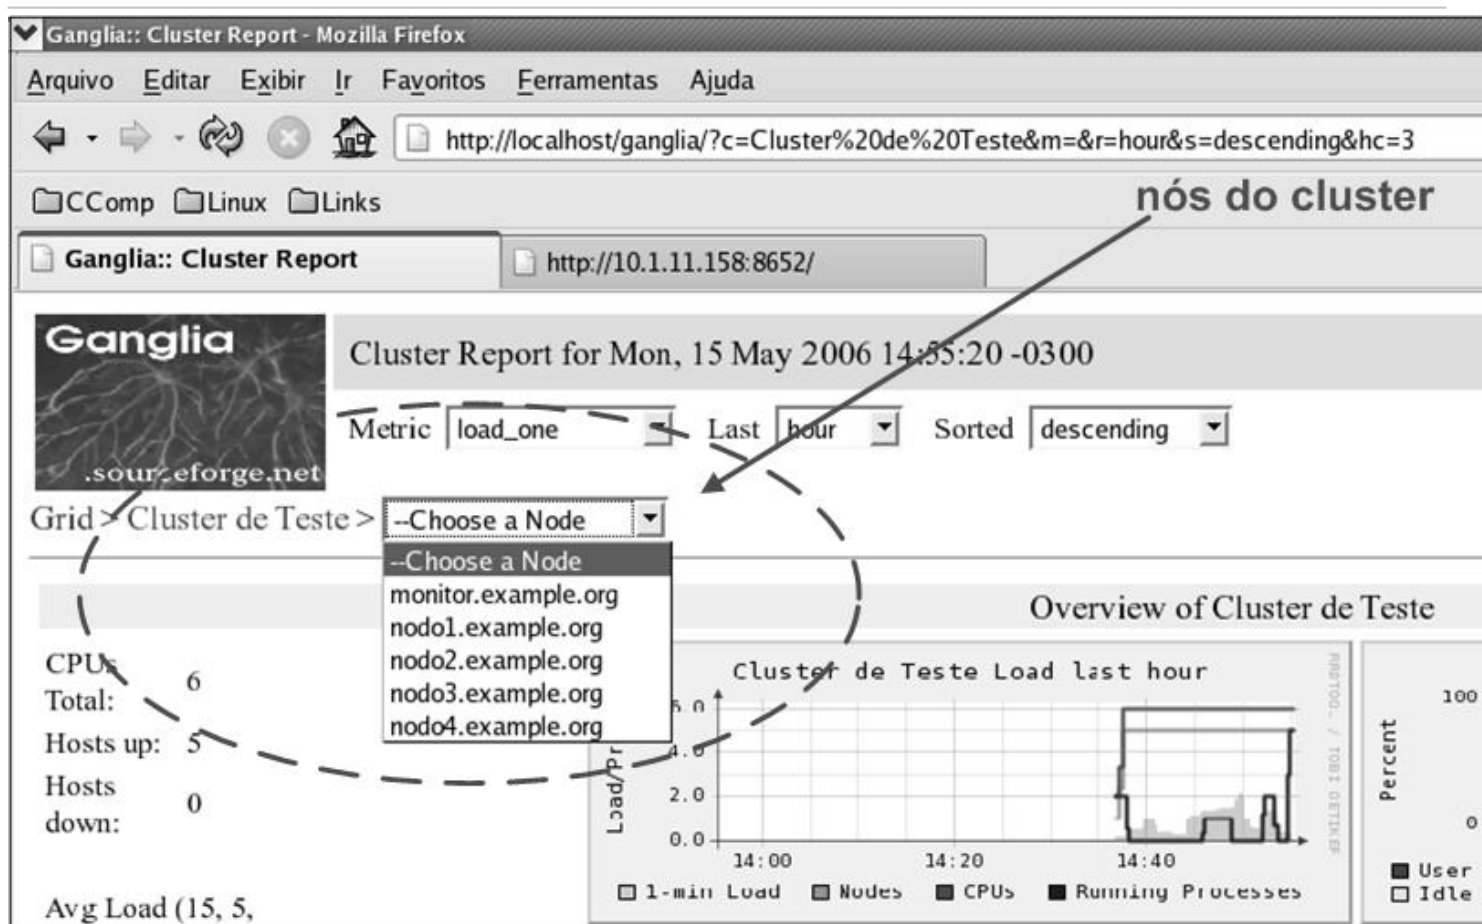 Ganglia:: Cluster Report - Mozilla Firefox
Arquivo Editar Exibir Ir Favoritos Ferramentas Ajuda
http://localhost/ganglia/?c=Cluster%20de%20Teste&m=&r=hour&s=descending&hc=3
CComp Linux Links
nós do cluster
Ganglia:: Cluster Report
http://10.1.11.158:8652/
Ganglia
.sourceforge.net
Cluster Report for Mon, 15 May 2006 14:55:20 -0300
Metric load_one Last hour Sorted descending
Grid > Cluster de Teste > --Choose a Node
--Choose a Node
monitor.example.org
nodo1.example.org
nodo2.example.org
nodo3.example.org
nodo4.example.org
Overview of Cluster de Teste
CPUs
Total: 6
Hosts up: 5
Hosts
down: 0
Avg Load (15, 5,
Cluster de Teste Load last hour
4.0
2.0
0.0
14:00 14:20 14:40
1-min Load Nodes CPUs Running Processes
RRDTOOL / TOBI OETIKER
Percent
100
0
User
Idle